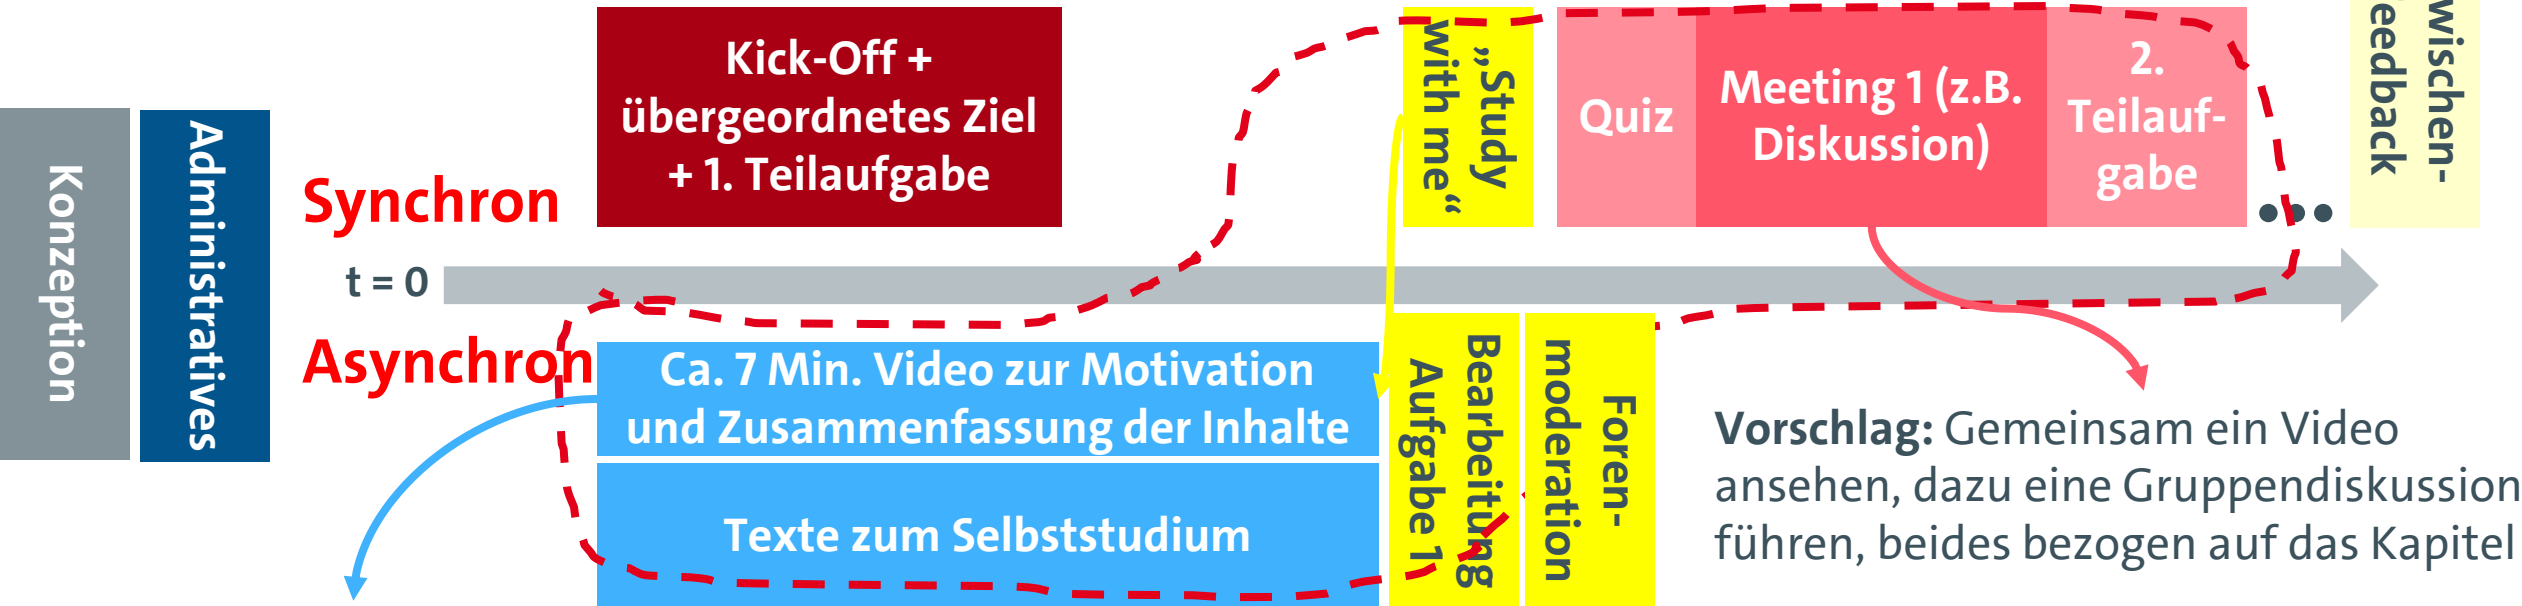 Konzeption
Administratives
Synchron
t = 0
Asynchron
Kick-Off +
übergeordnetes Ziel
+ 1. Teilaufgabe
„Study
with me“
Quiz
Meeting 1 (z.B.
Diskussion)
2.
Teilauf-
gabe
wischen-
eedback
Ca. 7 Min. Video zur Motivation
und Zusammenfassung der Inhalte
Texte zum Selbststudium
Bearbeitung
Aufgabe 1
Foren-
moderation
Vorschlag: Gemeinsam ein Video
ansehen, dazu eine Gruppendiskussion
führen, beides bezogen auf das Kapitel